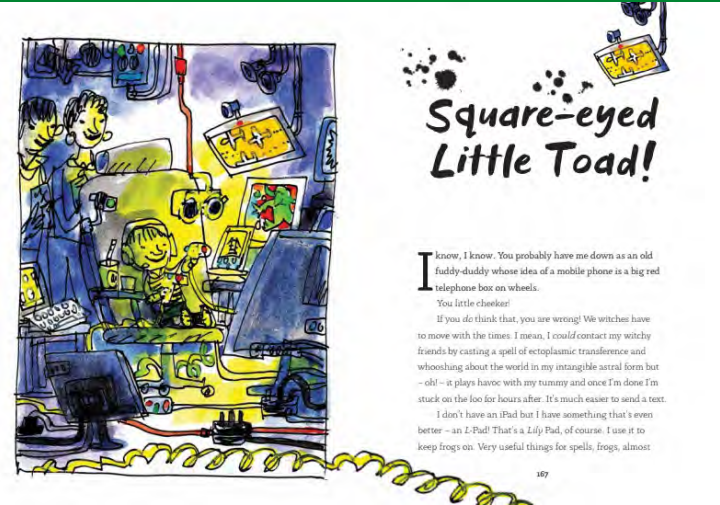 Square-eyed
Little Toad!
I know, I know. You probably have me down as an old
fuddy-duddy whose idea of a mobile phone is a big red
telephone box on wheels.
You little cheeker!
If you do think that, you are wrong! We witches have
to move with the times. I mean, I could contact my witchy
friends by casting a spell of ectoplasmic transference and
whooshing about the world in my intangible astral form but
– oh! – it plays havoc with my tummy and once I'm done I'm
stuck on the loo for hours after. It's much easier to send a text.
I don't have an iPad but I have something that's even
better – an L-Pad! That's a Lily Pad, of course. I use it to
keep frogs on. Very useful things for spells, frogs, almost
167